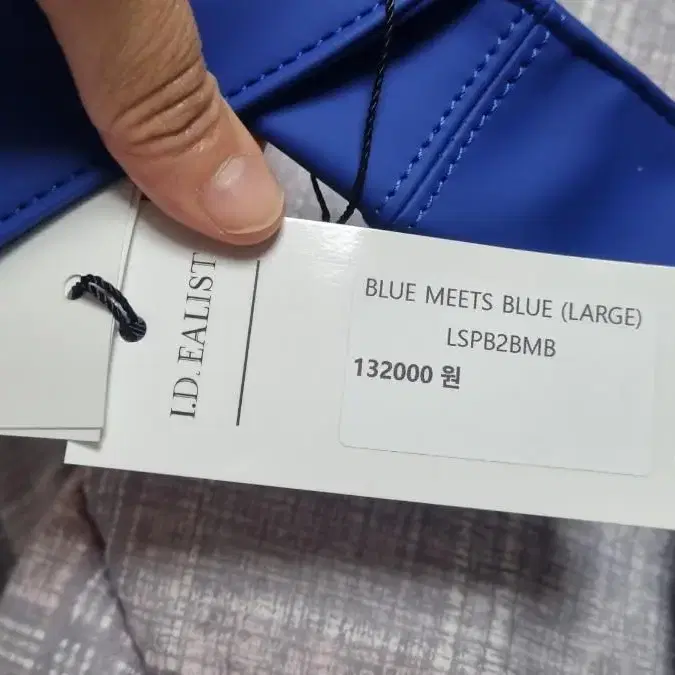 I.D.EALIST
BLUE MEETS BLUE (LARGE)
LSPB2BMB
132000 원